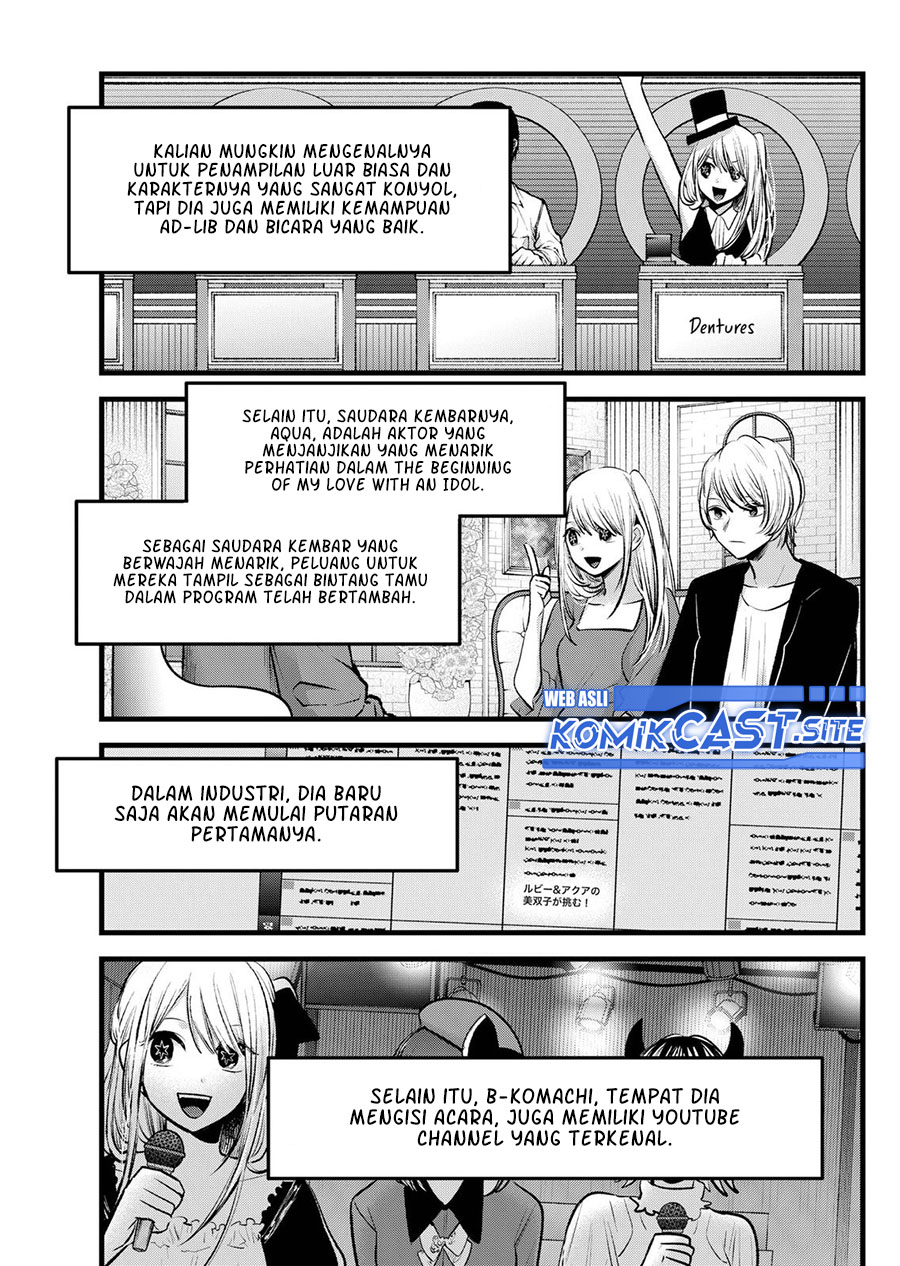 KALIAN MUNGKIN MENGENALNYA
UNTUK PENAMPILAN LUAR BIASA DAN
KARAKTERNYA YANG SANGAT KONYOL,
TAPI DIA JUGA MEMILIKI KEMAMPUAN
AD-LIB DAN BICARA YANG BAIK.
Dentures
SELAIN ITU, SAUDARA KEMBARNYA,
AQUA, ADALAH AKTOR YANG
MENJANJIKAN YANG MENARIK
PERHATIAN DALAM THE BEGINNING
OF MY LOVE WITH AN IDOL.
SEBAGAI SAUDARA KEMBAR YANG
BERWAJAH MENARIK, PELUANG UNTUK
MEREKA TAMPIL SEBAGAI BINTANG TAMU
DALAM PROGRAM TELAH BERTAMBAH.
WEB ASLI
KOMIKCAST.SITE
DALAM INDUSTRI, DIA BARU
SAJA AKAN MEMULAI PUTARAN
PERTAMANYA.
ルビー&アクアの
美双子が挑む!
SELAIN ITU, B-KOMACHI, TEMPAT DIA
MENGISI ACARA, JUGA MEMILIKI YOUTUBE
CHANNEL YANG TERKENAL.